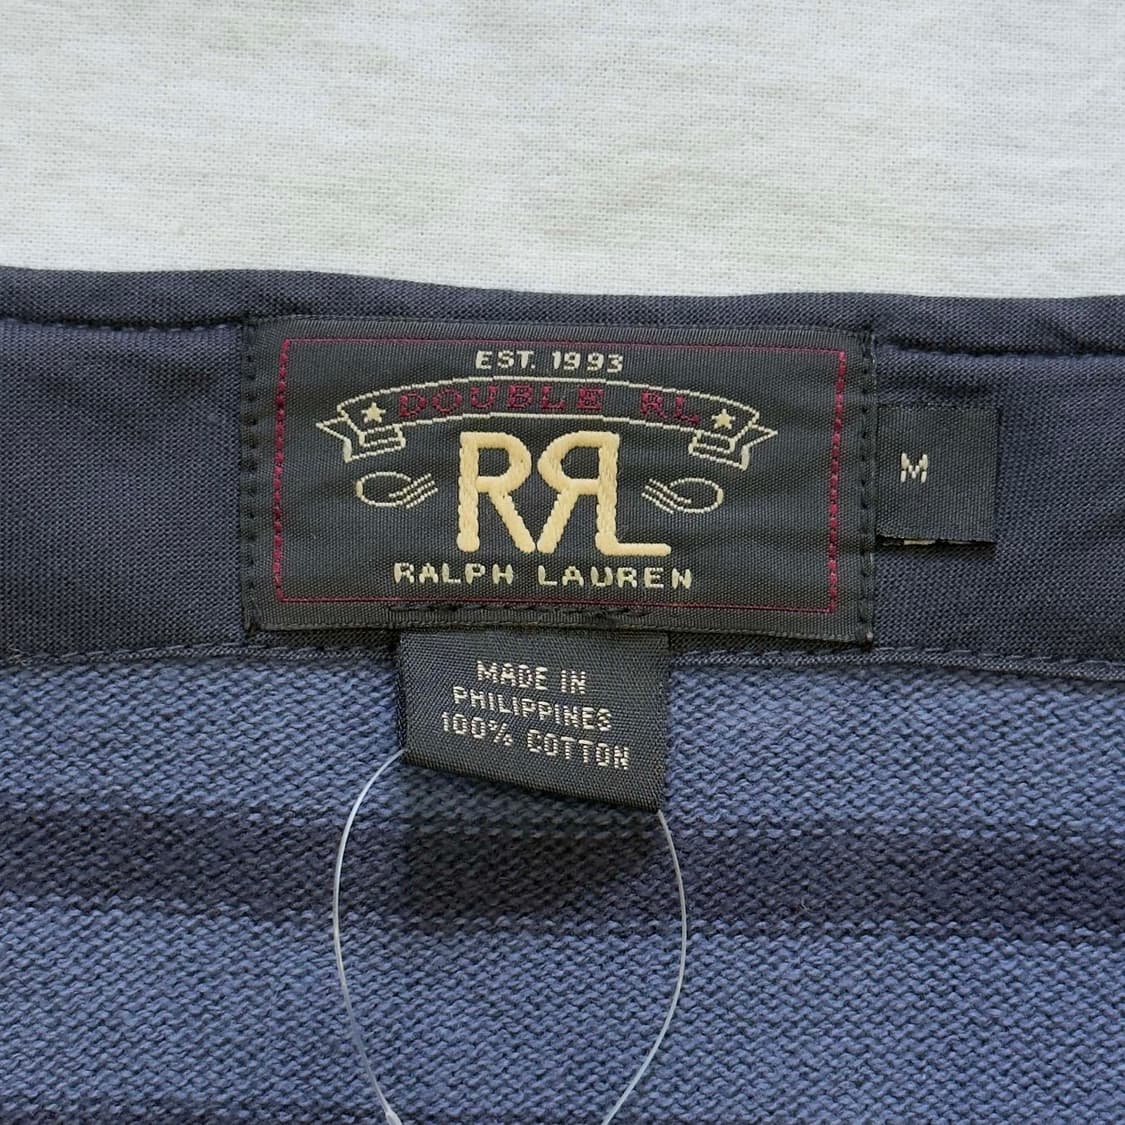 EST. 1993
DOUBLE RL
RRL
RALPH LAUREN
M
MADE IN
PHILIPPINES
100% COTTON